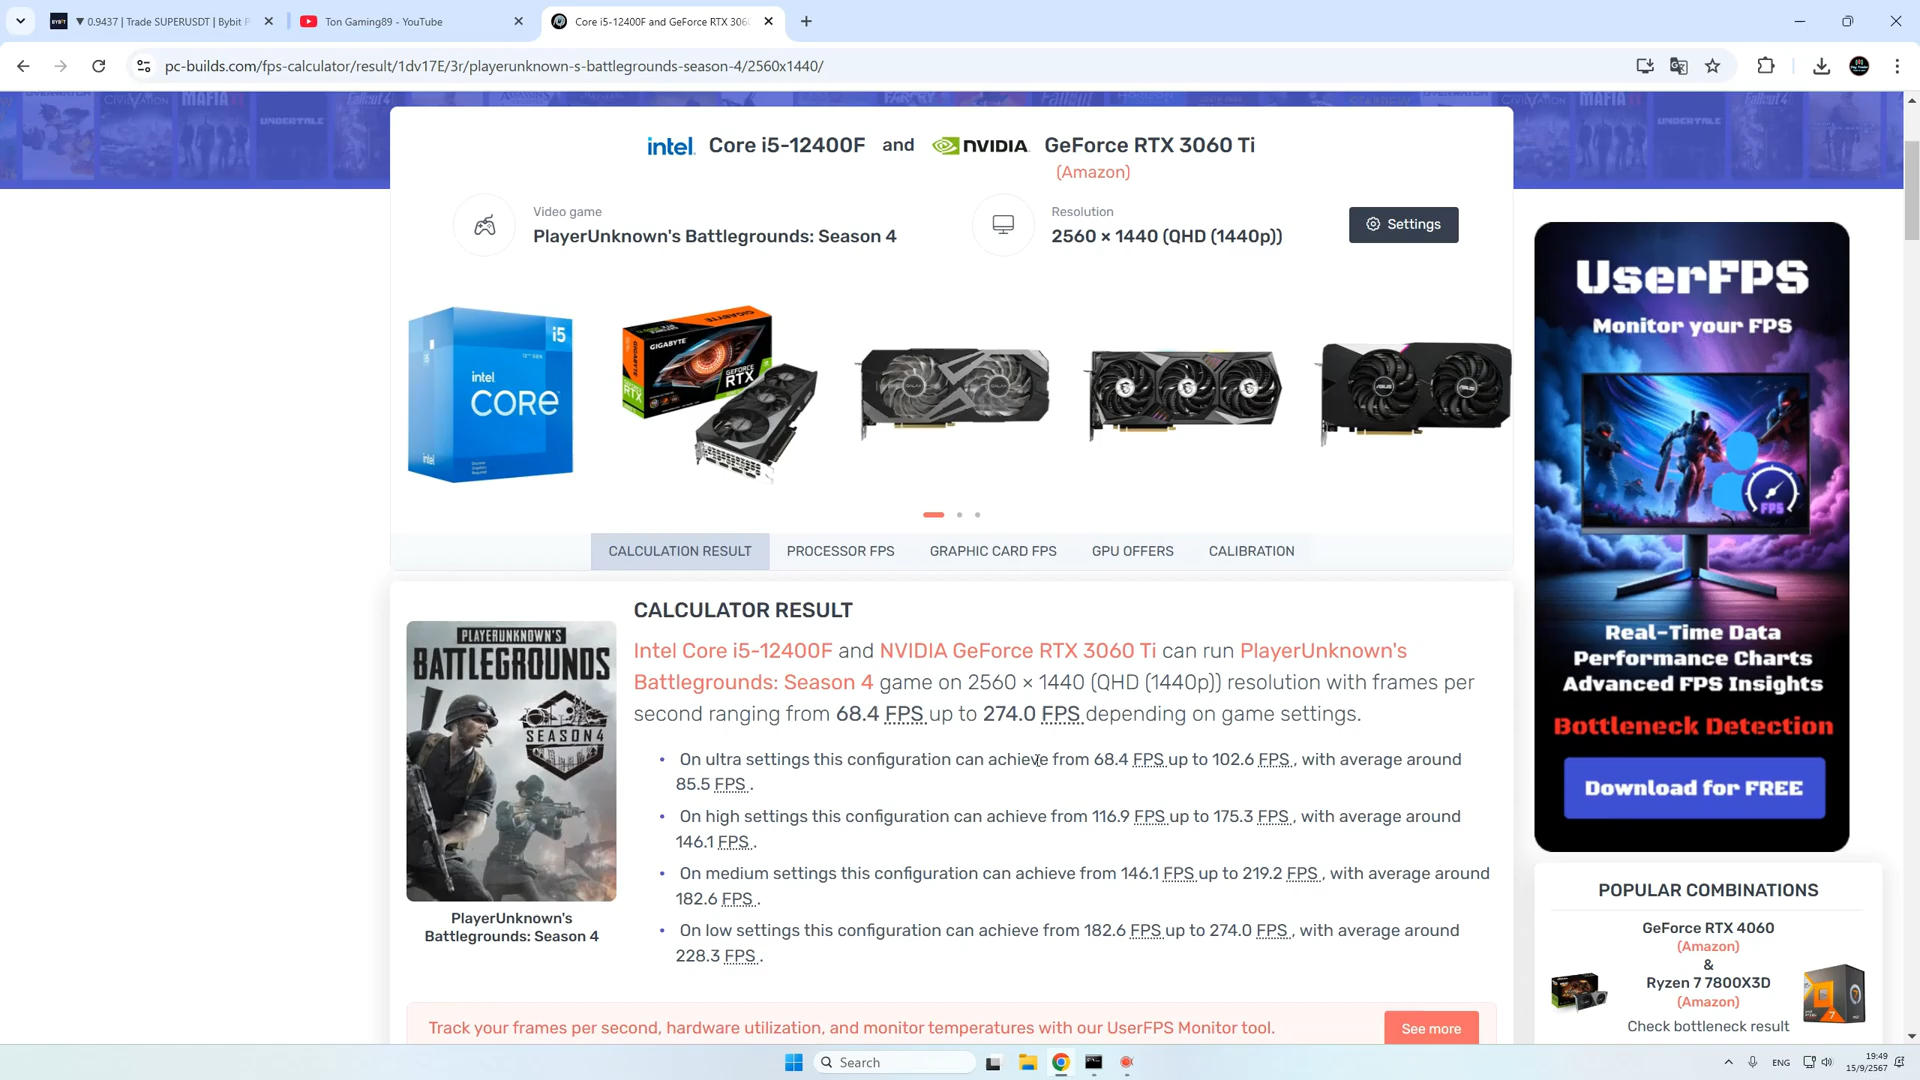 ▼ 0.9437 | Trade SUPERUSDT | Bybit P
Ton Gaming89 - YouTube
Core i5-12400F and GeForce RTX 306
pc-builds.com/fps-calculator/result/1dv17E/3r/playerunknown-s-battlegrounds-season-4/2560x1440/
intel. Core i5-12400F and NVIDIA GeForce RTX 3060 Ti
(Amazon)
Video game
PlayerUnknown's Battlegrounds: Season 4
Resolution
2560 × 1440 (QHD (1440p))
Settings
CALCULATION RESULT
PROCESSOR FPS
GRAPHIC CARD FPS
GPU OFFERS
CALIBRATION
CALCULATOR RESULT
Intel Core i5-12400F and NVIDIA GeForce RTX 3060 Ti can run PlayerUnknown's
Battlegrounds: Season 4 game on 2560 × 1440 (QHD (1440p)) resolution with frames per
second ranging from 68.4 FPS up to 274.0 FPS depending on game settings.
• On ultra settings this configuration can achieve from 68.4 FPS up to 102.6 FPS , with average around
85.5 FPS .
• On high settings this configuration can achieve from 116.9 FPS up to 175.3 FPS , with average around
146.1 FPS .
• On medium settings this configuration can achieve from 146.1 FPS up to 219.2 FPS , with average around
182.6 FPS .
• On low settings this configuration can achieve from 182.6 FPS up to 274.0 FPS , with average around
228.3 FPS .
PLAYERUNKNOWN'S
BATTLEGROUNDS
SEASON 4
PlayerUnknown's
Battlegrounds: Season 4
Track your frames per second, hardware utilization, and monitor temperatures with our UserFPS Monitor tool.
See more
intel
CORE
i5
GIGABYTE
GEFORCE
RTX
UserFPS
Monitor your FPS
FPS
Real-Time Data
Performance Charts
Advanced FPS Insights
Bottleneck Detection
Download for FREE
POPULAR COMBINATIONS
GeForce RTX 4060
(Amazon)
&
Ryzen 7 7800X3D
(Amazon)
Check bottleneck result
Search
ENG
19:49
15/9/2567